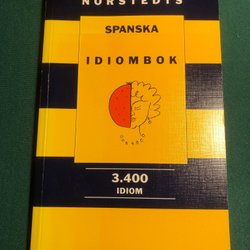 NORSTEDTS
SPANSKA
IDIOMBOK
3.400
IDIOM